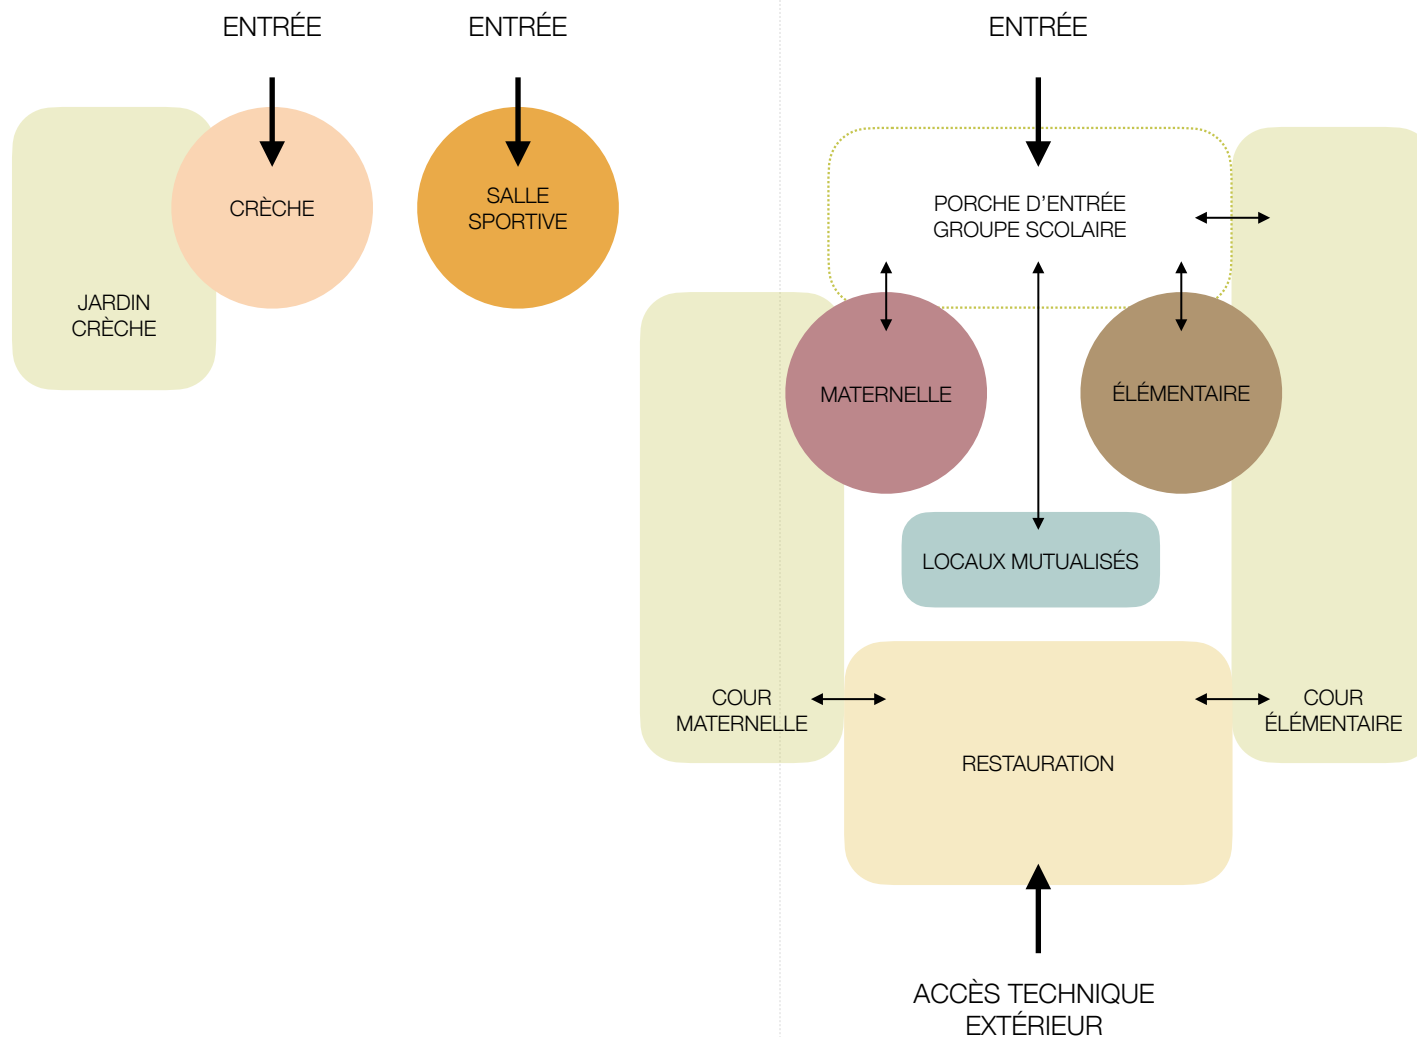 ENTRÉE
ENTRÉE
ENTRÉE
CRÈCHE
SALLE
SPORTIVE
PORCHE D'ENTRÉE
GROUPE SCOLAIRE
JARDIN
CRÈCHE
MATERNELLE
ÉLÉMENTAIRE
LOCAUX MUTUALISÉS
COUR
MATERNELLE
COUR
ÉLÉMENTAIRE
RESTAURATION
ACCÈS TECHNIQUE
EXTÉRIEUR